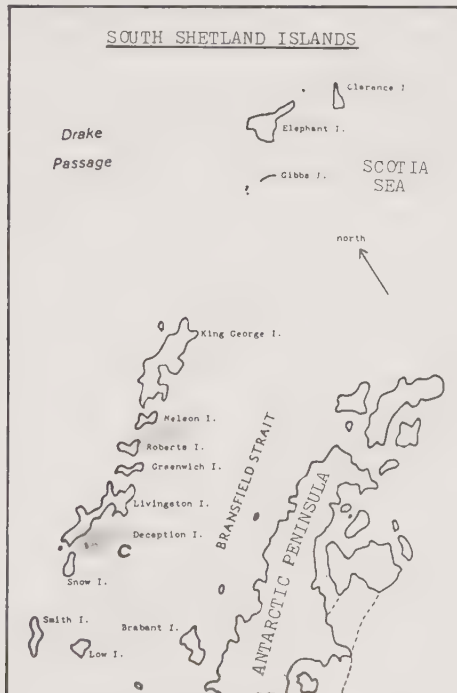 SOUTH SHETLAND ISLANDS
Clarence I
Elephant I.
Drake
Passage
Gibbs I.
SCOTIA
SEA
north
King George I.
Nelson I.
Roberts I.
Greenwich I.
BRANSFIELD STRAIT
Livingston I.
Deception I.
Snow I.
ANTARCTIC PENINSULA
Smith I.
Brabant I.
Low I.